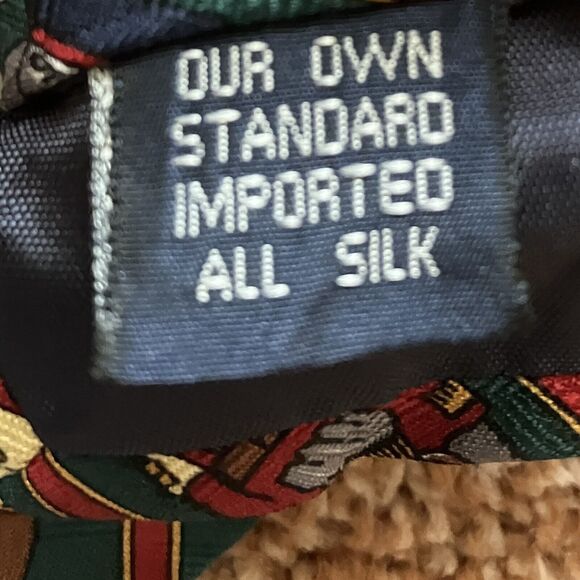 OUR OWN
STANDARD
IMPORTED
ALL SILK